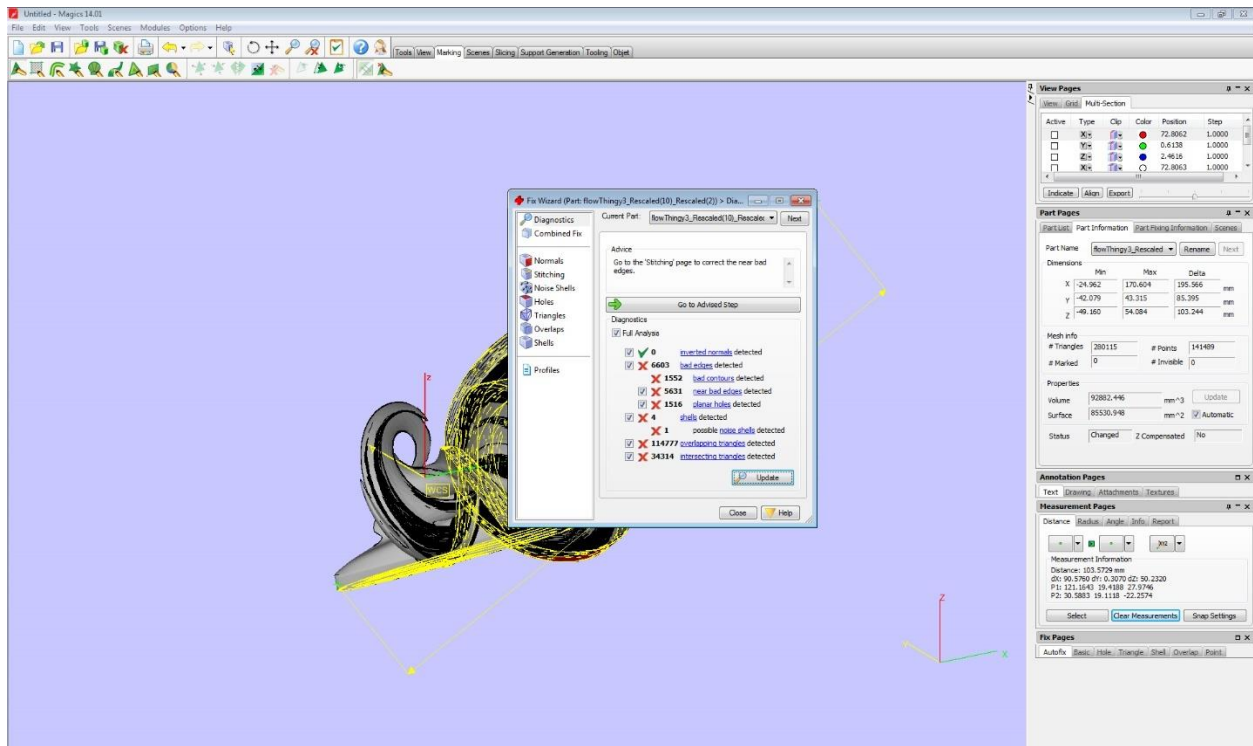 Untitled - Magics 14.01
File Edit View Tools Scenes Modules Options Help
Tools View Marking Scenes Slicing Support Generation Tooling Objet
View Pages
View Grid Multi-Section
Active Type Clip Color Position Step
X 72.8062 1.0000
Y 0.6138 1.0000
Z 2.4616 1.0000
X 72.8063 1.0000
Indicate Align Export
Part Pages
Part List Part Information Part Fixing Information Scenes
Part Name flowThingy3_Rescaled Rename Next
Dimensions
Min Max Delta
X -24.962 170.604 195.566 mm
Y -42.079 43.315 85.395 mm
Z -49.160 54.084 103.244 mm
Mesh info
# Triangles 280115 # Points 141489
# Marked 0 # Invisible 0
Properties
Volume 92882.446 mm^3 Update
Surface 85530.948 mm^2 Automatic
Status Changed Z Compensated No
Annotation Pages
Text Drawing Attachments Textures
Measurement Pages
Distance Radius Angle Info Report
XYZ
Measurement Information
Distance: 103.5729 mm
dX: 90.5760 dY: 0.3070 dZ: 50.2320
P1: 121.1643 19.4188 27.9746
P2: 30.5883 19.1118 -22.2574
Select Clear Measurements Snap Settings
Fix Pages
Autofix Basic Hole Triangle Shell Overlap Point
Fix Wizard (Part: flowThingy3_Rescaled(10)_Rescaled(2)) > Dia...
Diagnostics
Combined Fix
Normals
Stitching
Noise Shells
Holes
Triangles
Overlaps
Shells
Profiles
Current Part: flowThingy3_Rescaled(10)_Rescalec Next
Advice
Go to the 'Stitching' page to correct the near bad
edges.
Go to Advised Step
Diagnostics
Full Analysis
0 inverted normals detected
6603 bad edges detected
1552 bad contours detected
5631 near bad edges detected
1516 planar holes detected
4 shells detected
1 possible noise shells detected
114777 overlapping triangles detected
34314 intersecting triangles detected
Update
Close Help
z
WCS
Z
Y
X